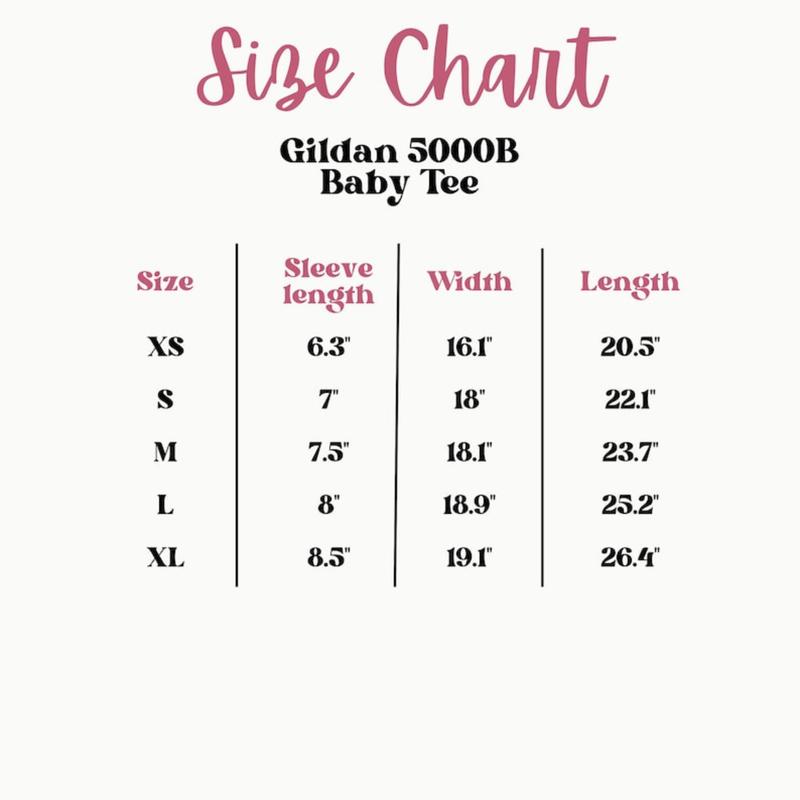 Size Chart
Gildan 5000B
Baby Tee
Size Sleeve length Width Length
XS 6.3" 16.1" 20.5"
S 7" 18" 22.1"
M 7.5" 18.1" 23.7"
L 8" 18.9" 25.2"
XL 8.5" 19.1" 26.4"